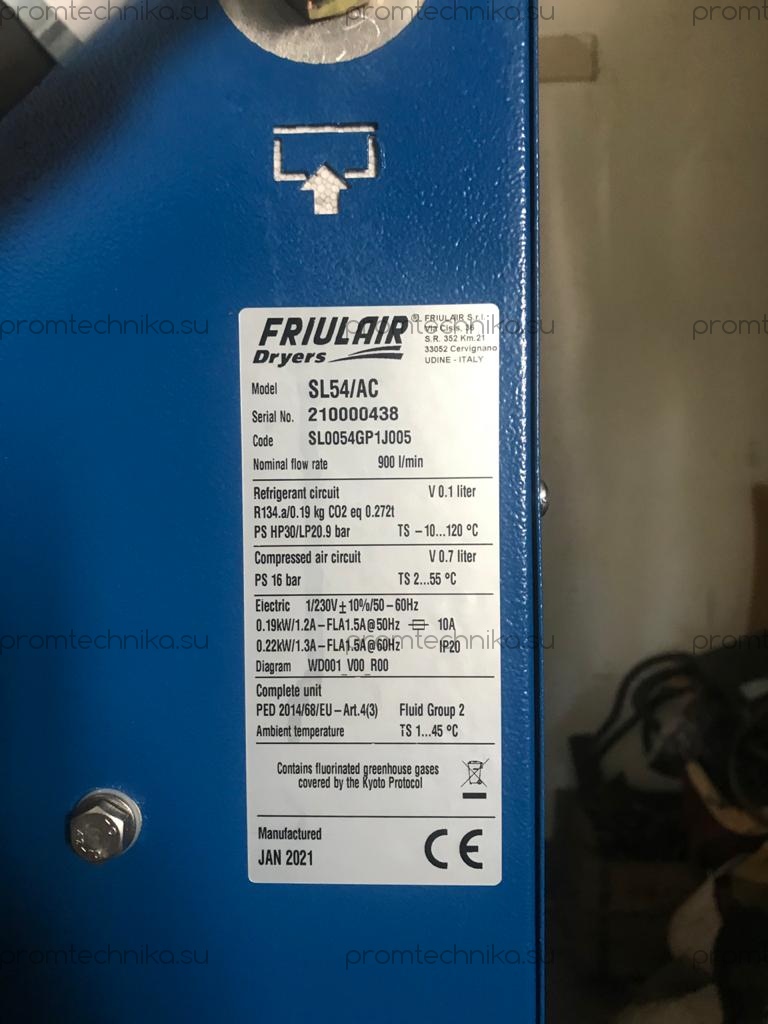 promtechnika.su
promtechnika.su
FRIULAIR®
Dryers
FRIULAIR S.r.l.
Via Cisis, 36
S.R. 352 Km.21
33052 Cervignano
UDINE - ITALY
promtechnika.su
promtechnika.su
Model SL54/AC
Serial No. 210000438
Code SL0054GP1J005
Nominal flow rate 900 l/min
Refrigerant circuit V 0.1 liter
R134.a/0.19 kg CO2 eq 0.272t
PS HP30/LP20.9 bar TS -10...120 °C
Compressed air circuit V 0.7 liter
PS 16 bar TS 2...55 °C
Electric 1/230V±10%/50-60Hz
0.19kW/1.2A-FLA1.5A@50Hz 10A
0.22kW/1.3A-FLA1.5A@60Hz IP20
promtechnika.su
promtechnika.su
Diagram WD001_V00_R00
Complete unit
PED 2014/68/EU-Art.4(3) Fluid Group 2
Ambient temperature TS 1...45 °C
Contains fluorinated greenhouse gases
covered by the Kyoto Protocol
Manufactured
JAN 2021
CE
promtechnika.su
promtechnika.su